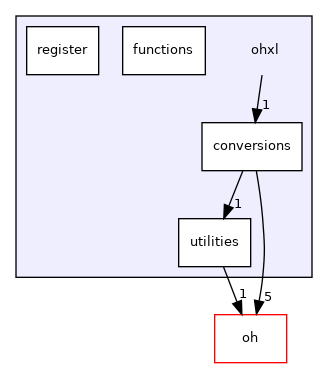 register
functions
ohxl
1
conversions
1
utilities
1
5
oh